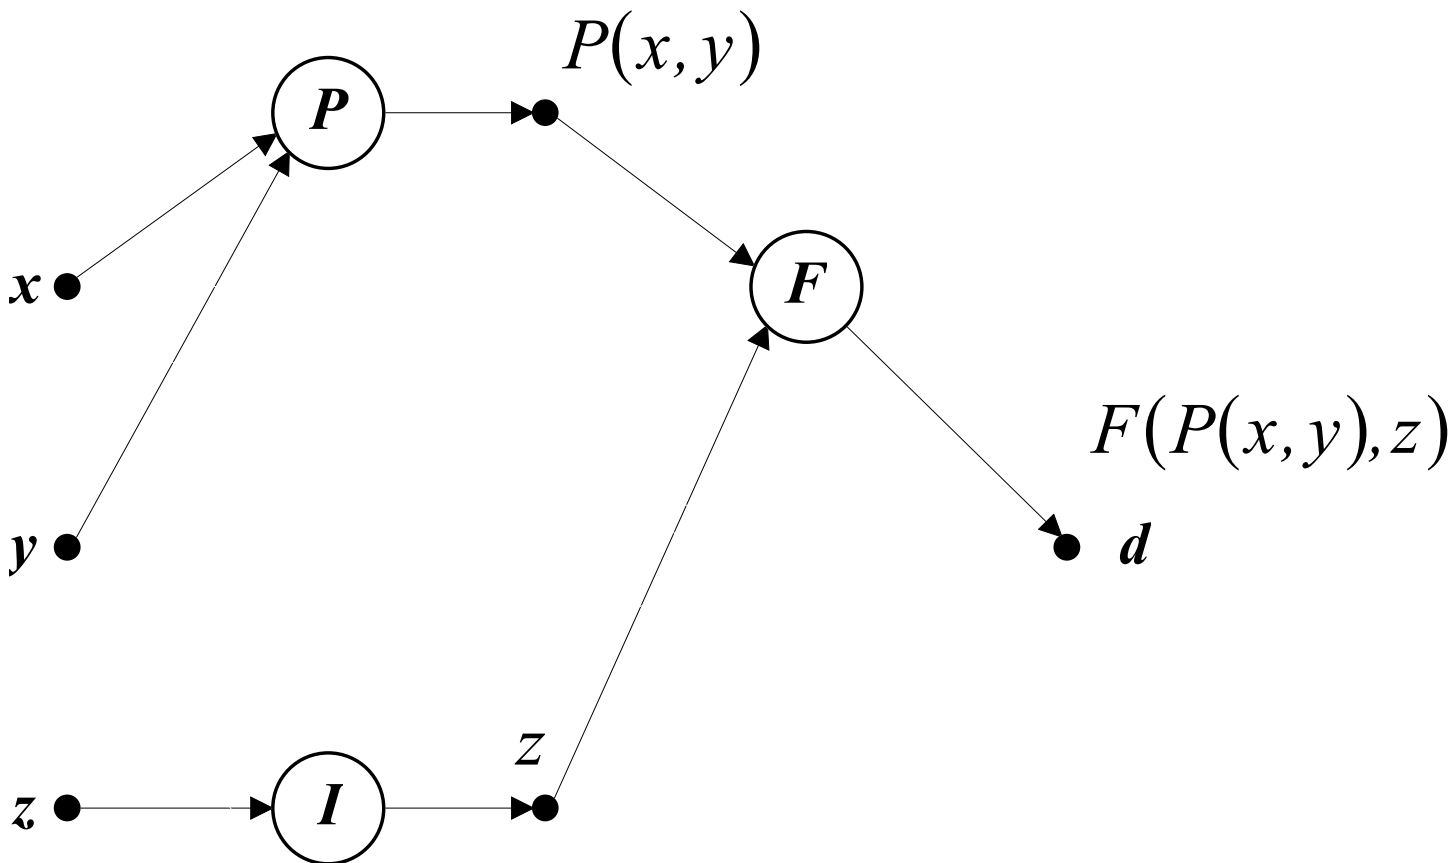 P(x, y)
P
x
F
F(P(x, y), z)
y
d
z
z
I